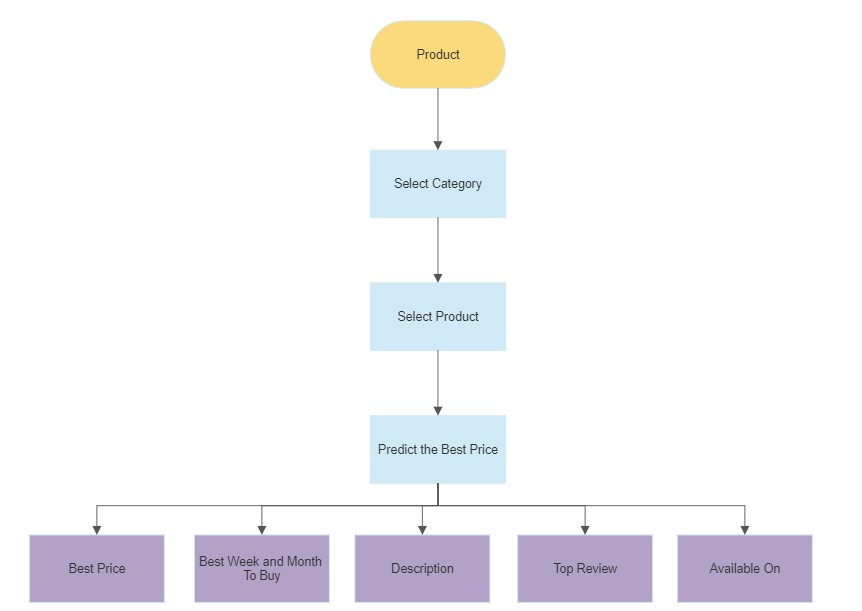 Product
Select Category
Select Product
Predict the Best Price
Best Price
Best Week and Month
To Buy
Description
Top Review
Available On